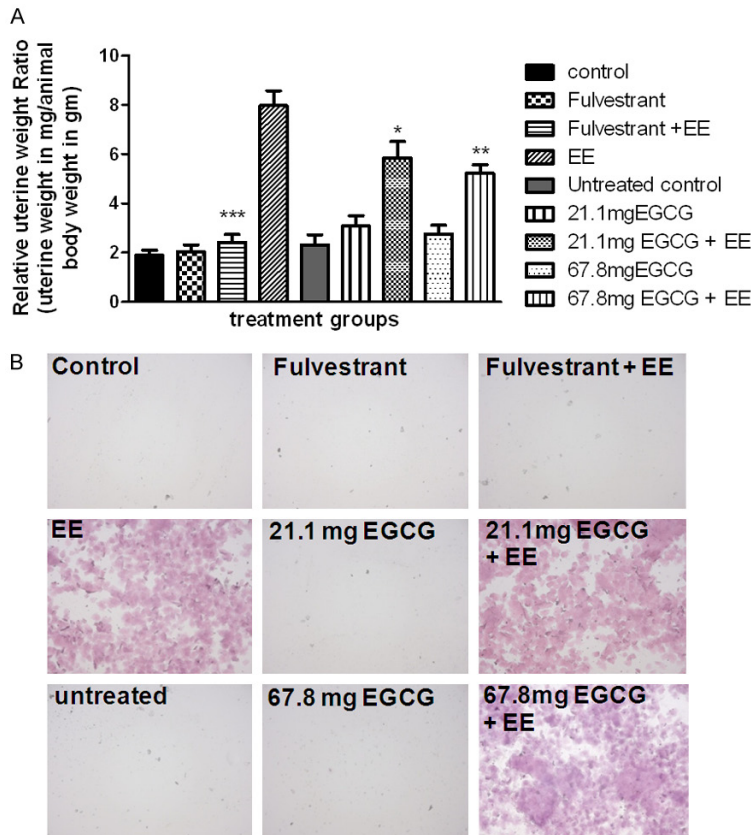 A
Relative uterine weight Ratio
(uterine weight in mg/animal
body weight in gm)
10
8
6
4
2
0
***
*
**
treatment groups
control
Fulvestrant
Fulvestrant +EE
EE
Untreated control
21.1mgEGCG
21.1mg EGCG + EE
67.8mgEGCG
67.8mg EGCG + EE
B
Control
Fulvestrant
Fulvestrant + EE
EE
21.1 mg EGCG
21.1mg EGCG
+ EE
untreated
67.8 mg EGCG
67.8mg EGCG
+ EE